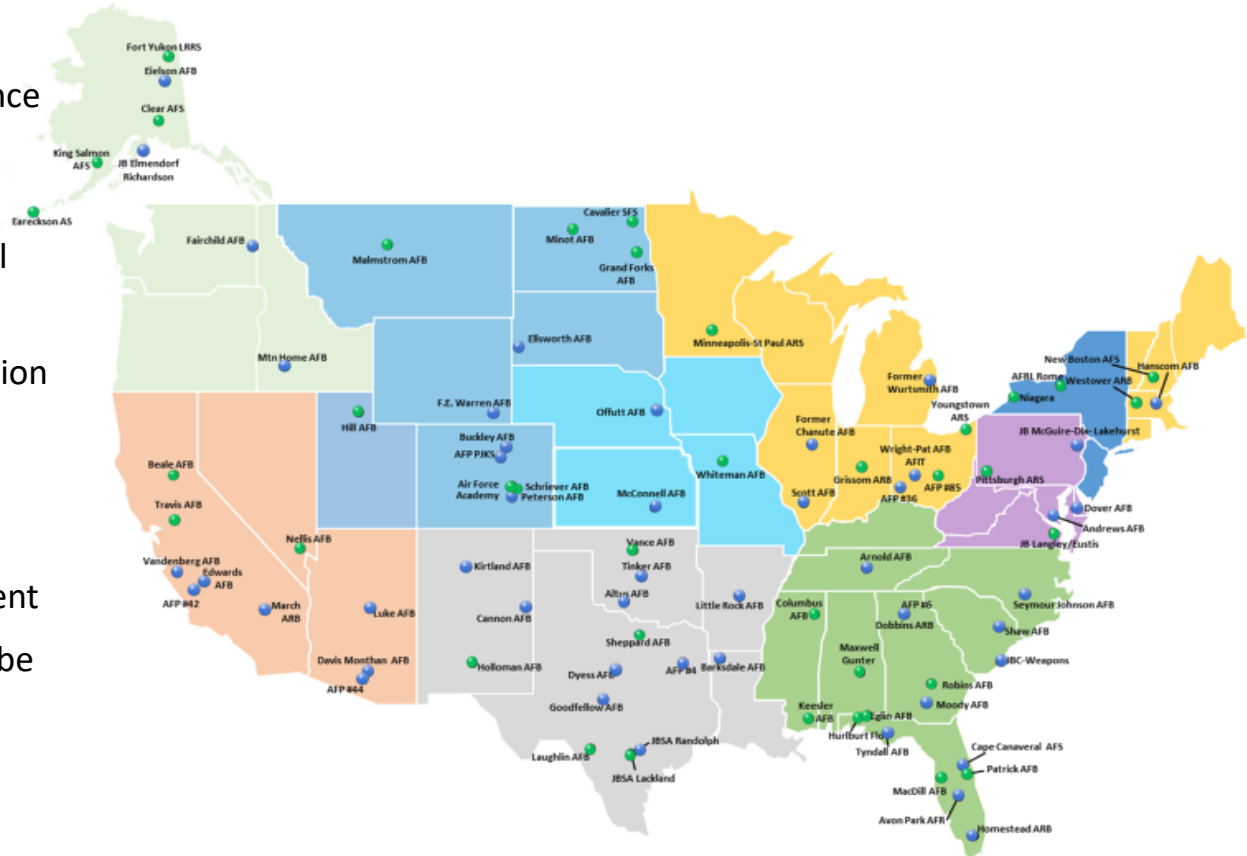 nce
l
ion
ent
be
Fort Yukon LRRS
Eielson AFB
Clear AFS
King Salmon
AFS
JB Elmendorf
Richardson
Eareckson AS
Fairchild AFB
Malmstrom AFB
Cavalier SFS
Minot AFB
Grand Forks
AFB
Mtn Home AFB
Ellsworth AFB
Minneapolis-St Paul ARS
Hill AFB
F.E. Warren AFB
Offutt AFB
Former
Wurtsmith AFB
Youngstown
ARS
New Boston AFS
Hanscom AFB
AFRL Rome
Westover ARB
Niagara
JB McGuire-Dix-Lakehurst
Buckley AFB
AFP PJKS
Air Force
Academy
Schriever AFB
Peterson AFB
McConnell AFB
Whiteman AFB
Former
Chanute AFB
Scott AFB
Grissom ARB
Wright-Pat AFB
AFIT
AFP #36
AFP #85
Pittsburgh ARS
Dover AFB
Andrews AFB
JB Langley/Eustis
Beale AFB
Travis AFB
Nellis AFB
Vandenberg AFB
Edwards
AFB
AFP #42
March
ARB
Luke AFB
Davis Monthan AFB
AFP #44
Kirtland AFB
Cannon AFB
Holloman AFB
Vance AFB
Tinker AFB
Altus AFB
Sheppard AFB
Dyess AFB
AFP #4
Goodfellow AFB
Laughlin AFB
JBSA Randolph
JBSA Lackland
Little Rock AFB
Barksdale AFB
Arnold AFB
Columbus
AFB
AFP #6
Dobbins ARB
Seymour Johnson AFB
Shaw AFB
JBC-Weapons
Maxwell
Gunter
Robins AFB
Moody AFB
Keesler
AFB
Eglin AFB
Hurlburt Fld
Tyndall AFB
Cape Canaveral AFS
Patrick AFB
MacDill AFB
Avon Park AFR
Homestead ARB